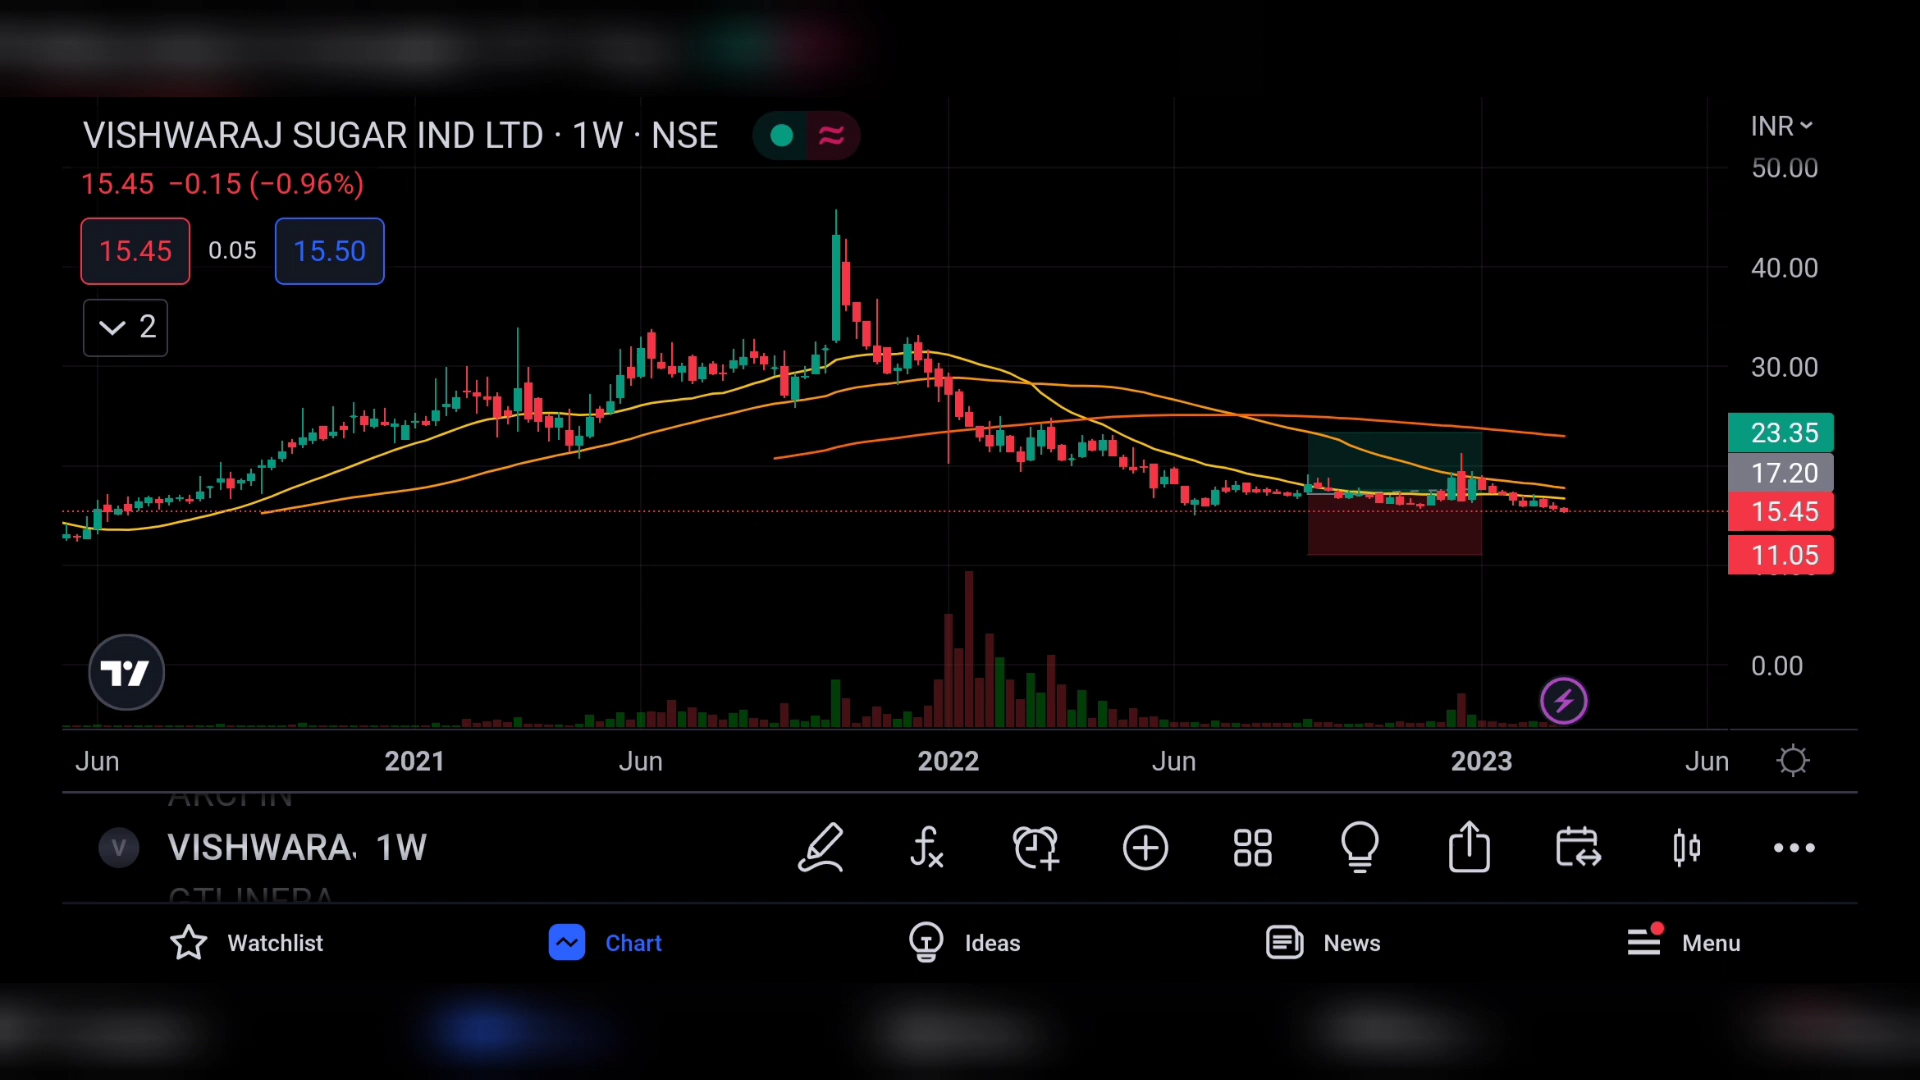 VISHWARAJ SUGAR IND LTD · 1W · NSE
INR
15.45 −0.15 (−0.96%)
15.45 0.05 15.50
2
50.00
40.00
30.00
23.35
17.20
15.45
11.05
0.00
Jun 2021 Jun 2022 Jun 2023 Jun
VISHWARA. 1W
Watchlist Chart Ideas News Menu